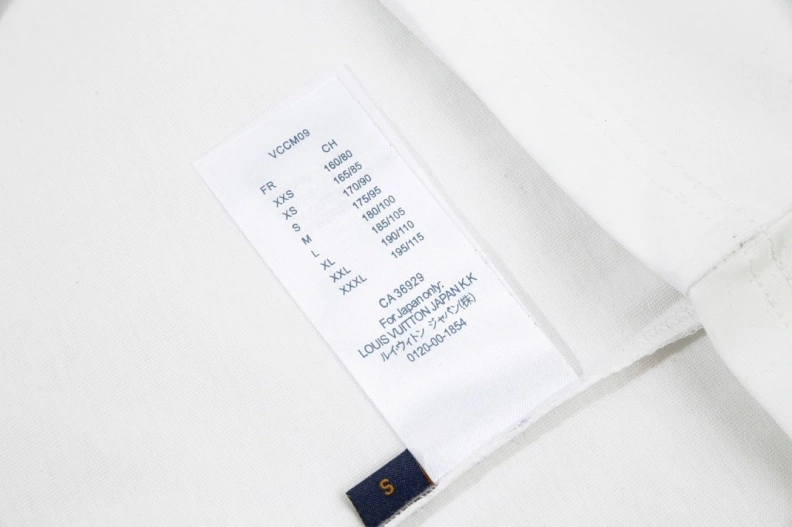 VCCM09
FR CH
XXS 160/80
XS 165/85
S 170/90
M 175/95
L 180/100
XL 185/105
XXL 190/110
XXXL 195/115
CA 36929
For Japan only:
LOUIS VUITTON JAPAN K.K
ルイ・ヴィトン ジャパン(株)
0120-00-1854
S